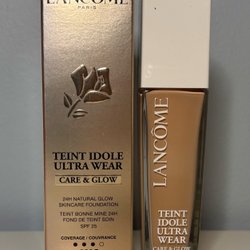 LANCÔME
PARIS
TEINT IDOLE
ULTRA WEAR
CARE & GLOW
24H NATURAL GLOW
SKINCARE FOUNDATION
TEINT BONNE MINE 24H
FOND DE TEINT SOIN
SPF 25
COVERAGE / COUVRANCE
LANCÔME
TEINT IDOLE
ULTRA WEAR
CARE & GLOW